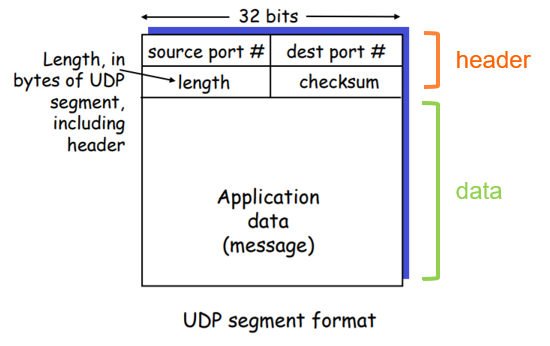 32 bits
source port #
dest port #
header
Length, in
bytes of UDP
segment,
including
header
length
checksum
data
Application
data
(message)
UDP segment format